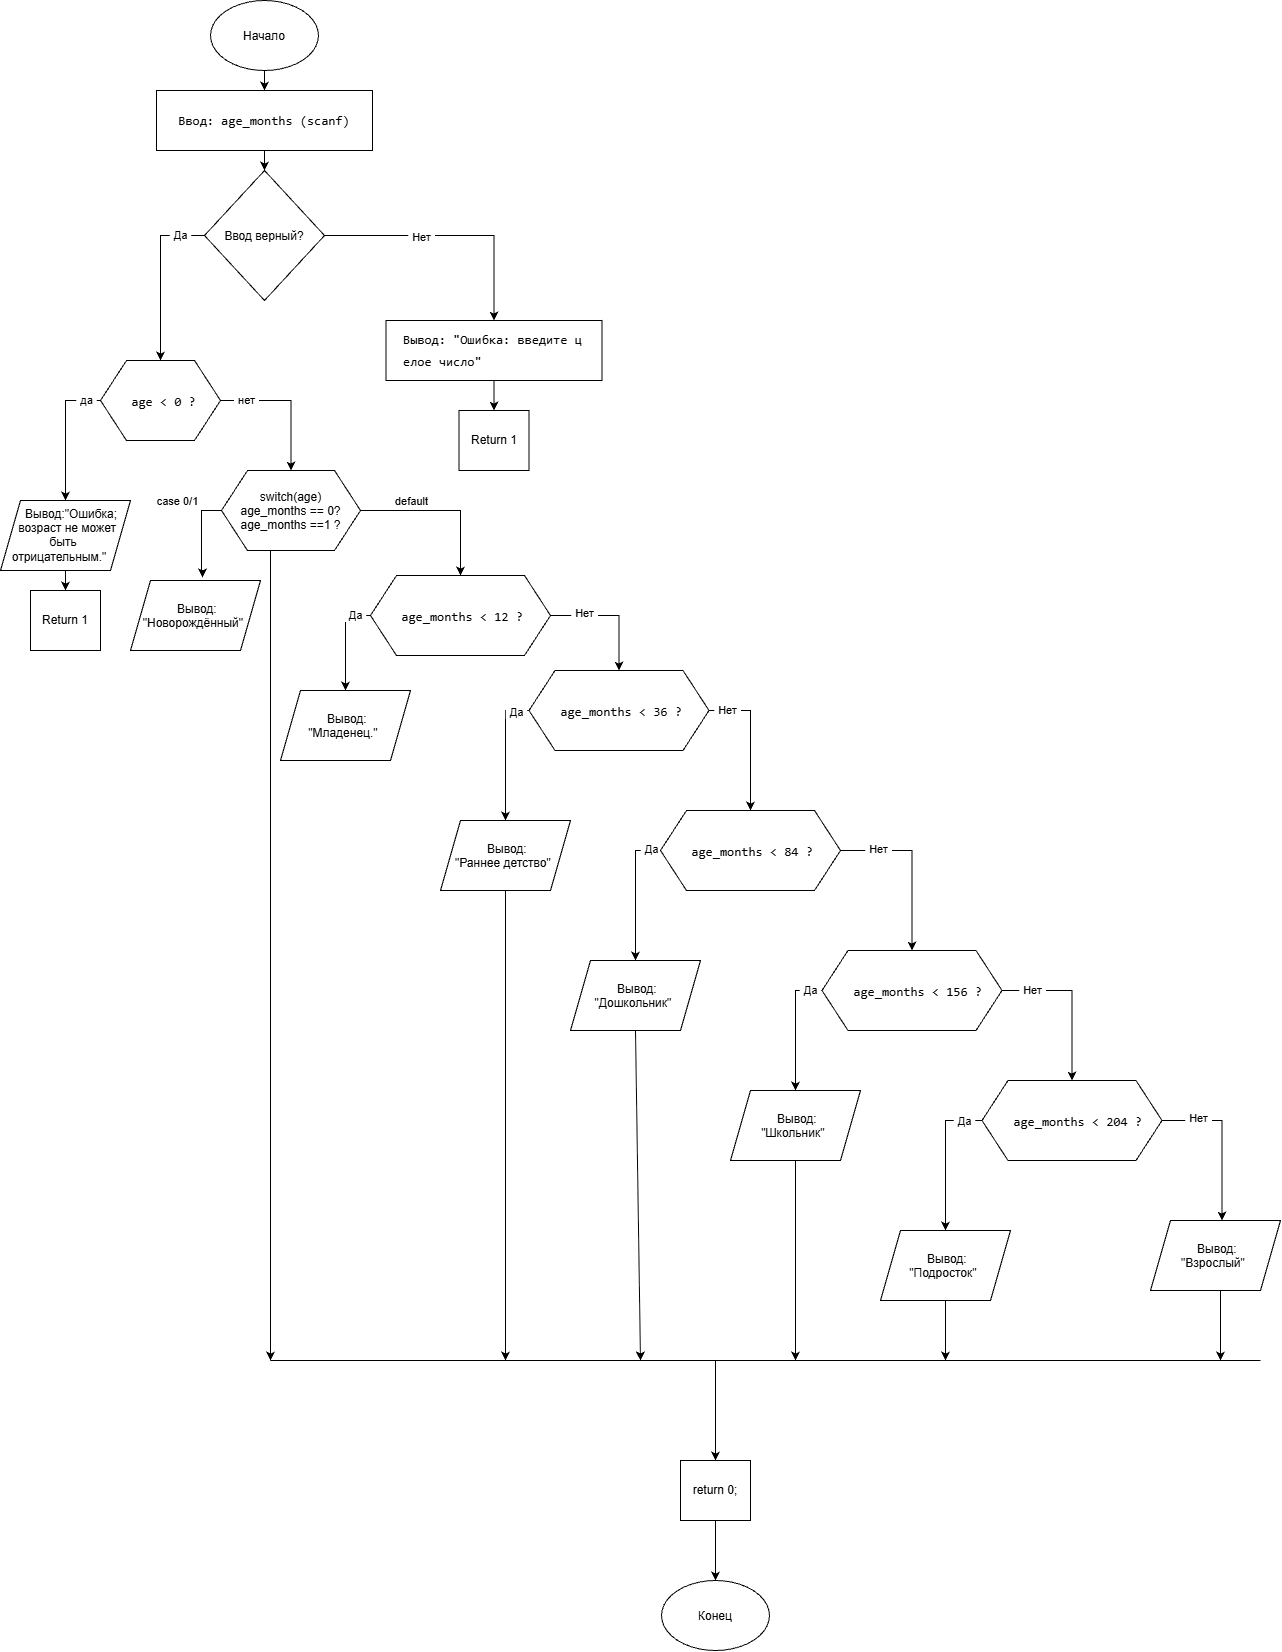 Начало
Ввод: age_months (scanf)
Ввод верный?
Да
Нет
Вывод: "Ошибка: введите ц
елое число"
Return 1
age < 0 ?
да
нет
Вывод:"Ошибка;
возраст не может
быть
отрицательным."
Return 1
switch(age)
age_months == 0?
age_months ==1 ?
case 0/1
default
Вывод:
"Новорождённый"
age_months < 12 ?
Да
Нет
Вывод:
"Младенец."
age_months < 36 ?
Да
Нет
Вывод:
"Раннее детство"
age_months < 84 ?
Да
Нет
Вывод:
"Дошкольник"
age_months < 156 ?
Да
Нет
Вывод:
"Школьник"
age_months < 204 ?
Да
Нет
Вывод:
"Подросток"
Вывод:
"Взрослый"
return 0;
Конец